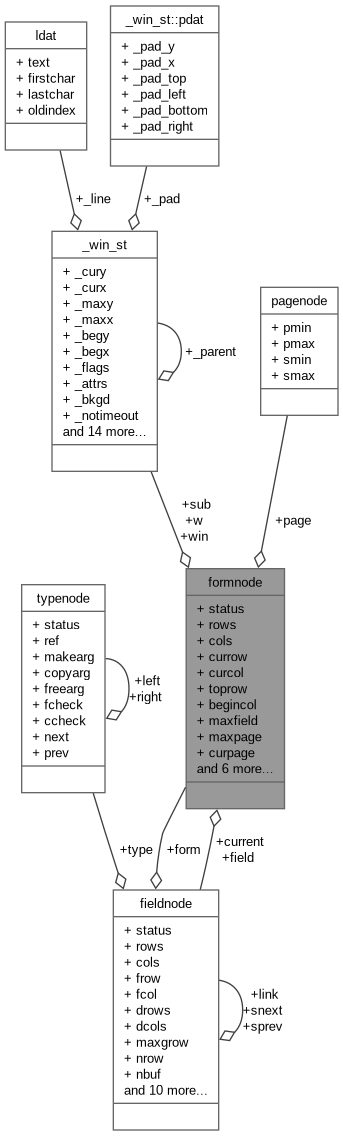 ldat
+ text
+ firstchar
+ lastchar
+ oldindex
_win_st::pdat
+ _pad_y
+ _pad_x
+ _pad_top
+ _pad_left
+ _pad_bottom
+ _pad_right
+_line
+_pad
_win_st
+ _cury
+ _curx
+ _maxy
+ _maxx
+ _begy
+ _begx
+ _flags
+ _attrs
+ _bkgd
+ _notimeout
and 14 more...
+_parent
pagenode
+ pmin
+ pmax
+ smin
+ smax
+sub
+w
+win
+page
typenode
+ status
+ ref
+ makearg
+ copyarg
+ freearg
+ fcheck
+ ccheck
+ next
+ prev
+left
+right
formnode
+ status
+ rows
+ cols
+ currow
+ curcol
+ toprow
+ begincol
+ maxfield
+ maxpage
+ curpage
and 6 more...
+type
+form
+current
+field
fieldnode
+ status
+ rows
+ cols
+ frow
+ fcol
+ drows
+ dcols
+ maxgrow
+ nrow
+ nbuf
and 10 more...
+link
+snext
+sprev